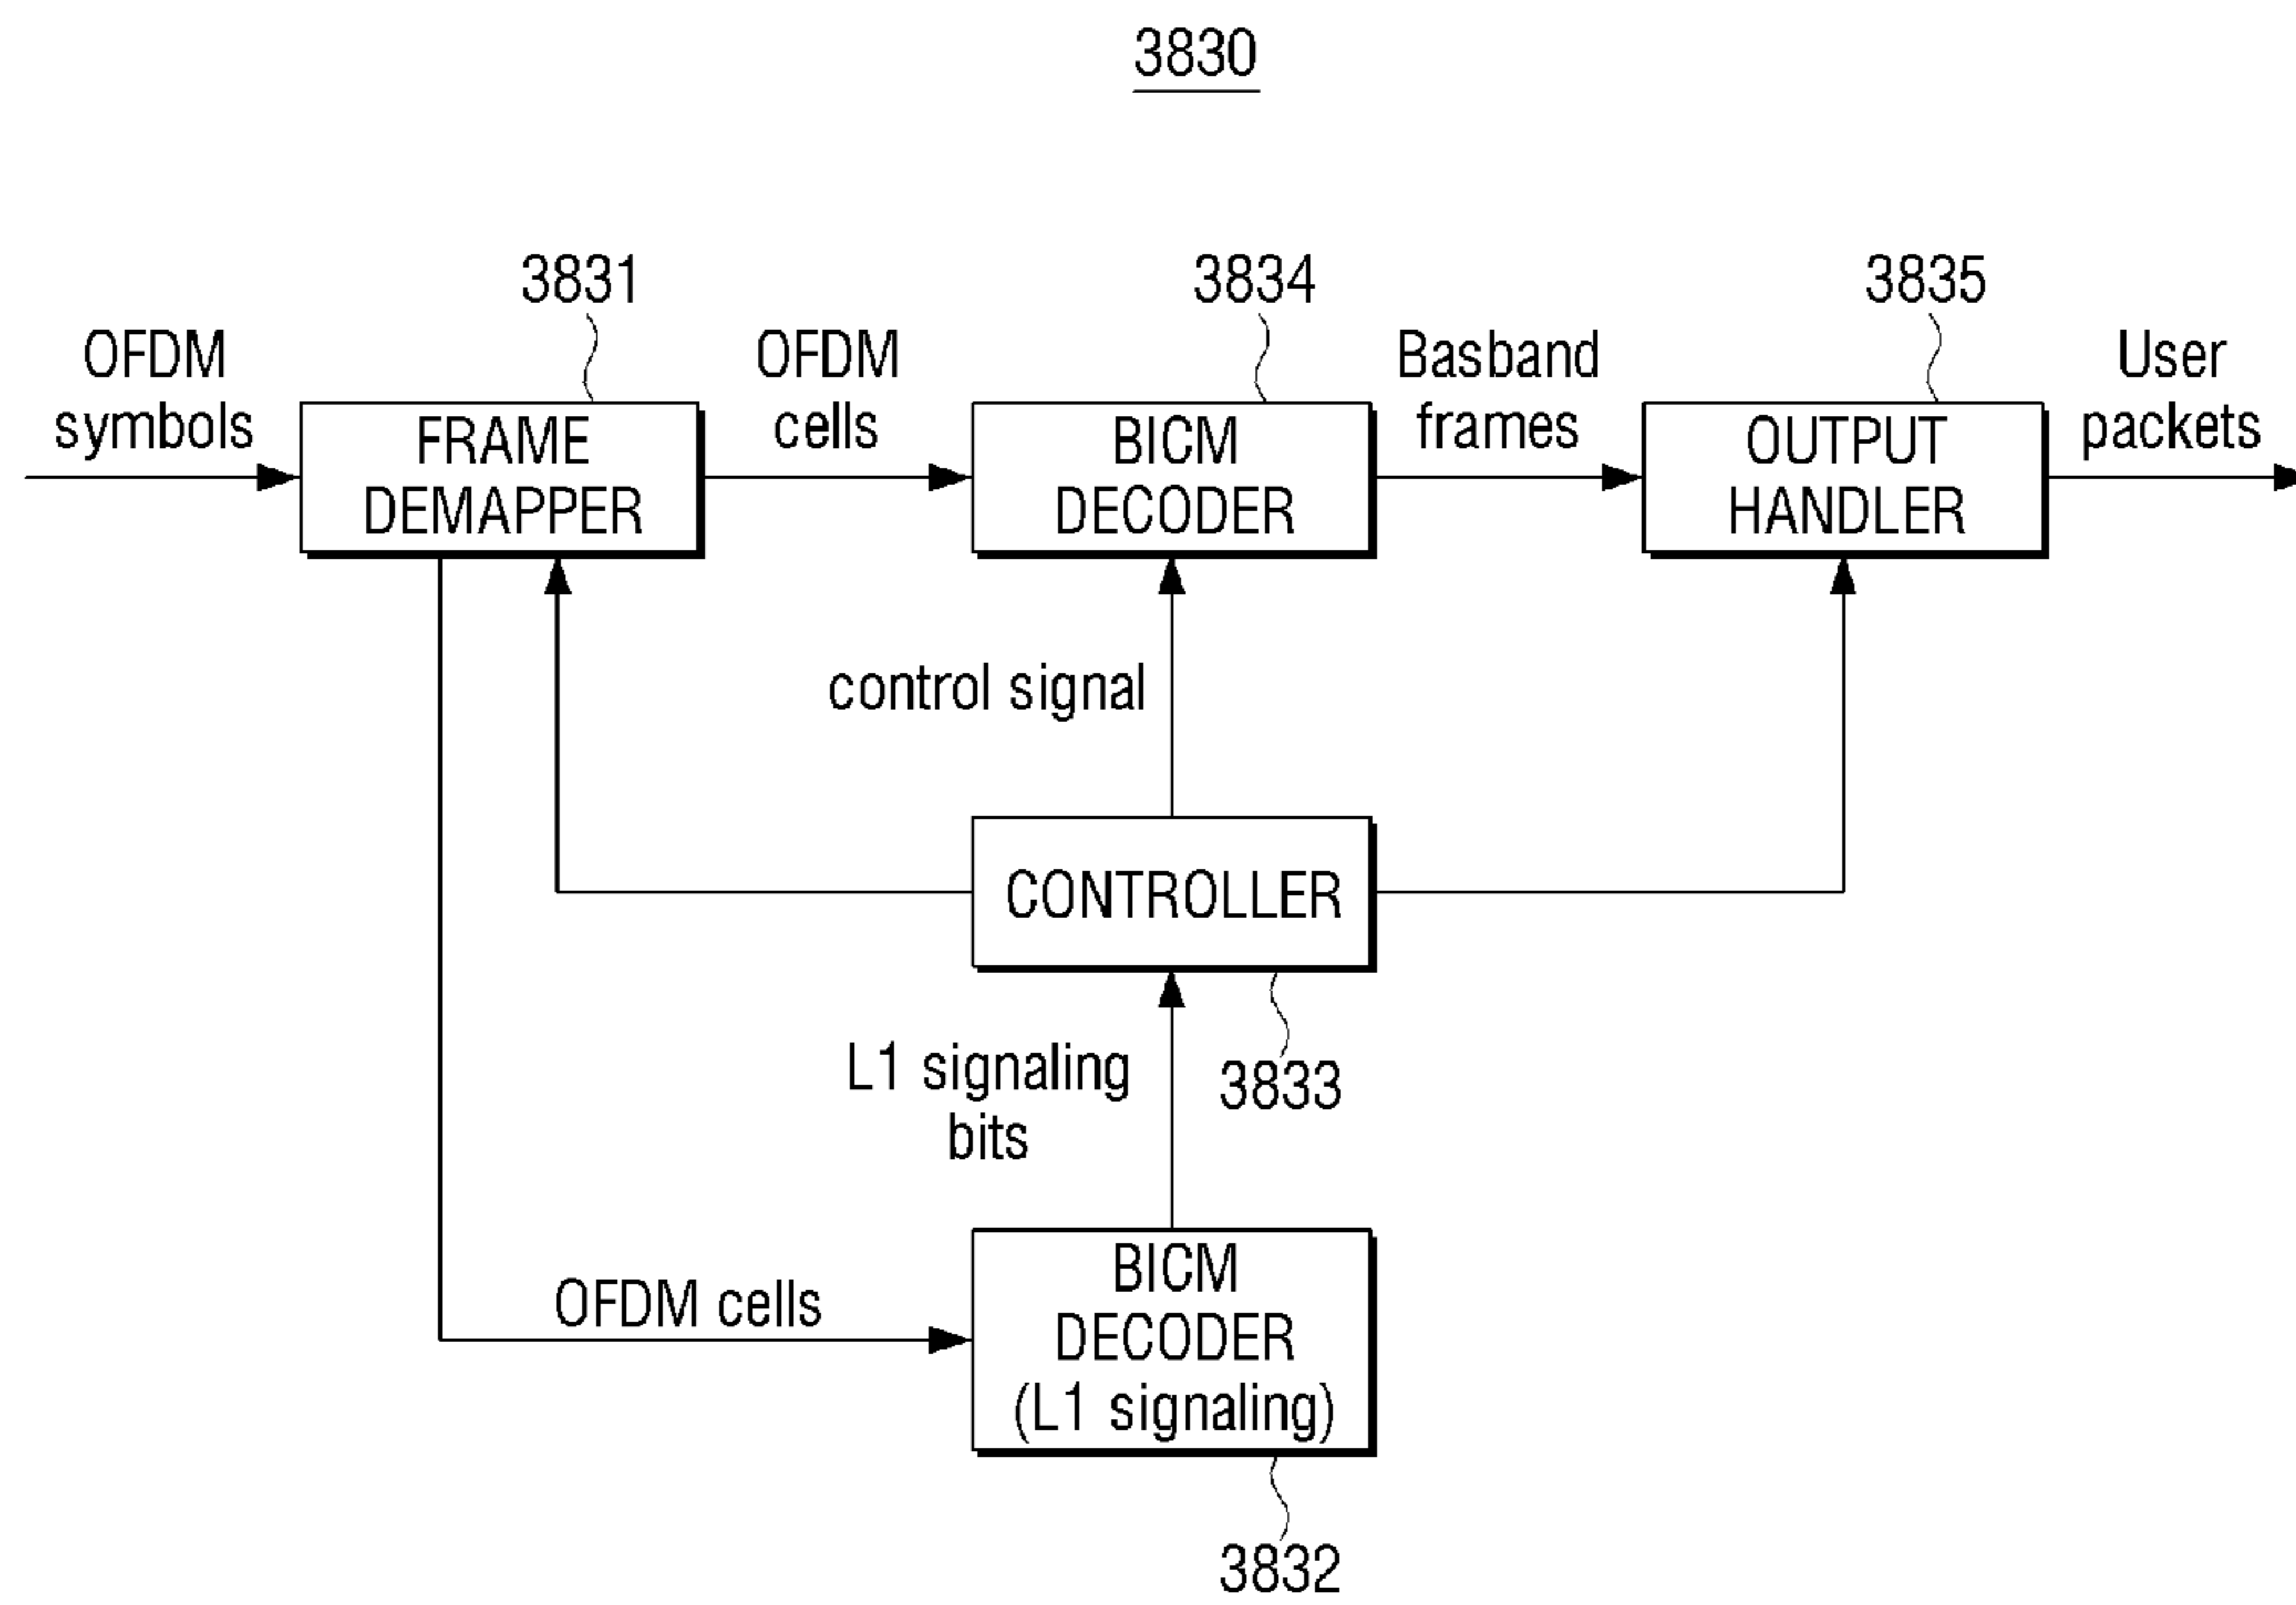 3830
3831
3834
3835
OFDM
symbols
FRAME
DEMAPPER
OFDM
cells
BICM
DECODER
Basband
frames
OUTPUT
HANDLER
User
packets
control signal
CONTROLLER
3833
L1 signaling
bits
OFDM cells
BICM
DECODER
(L1 signaling)
3832